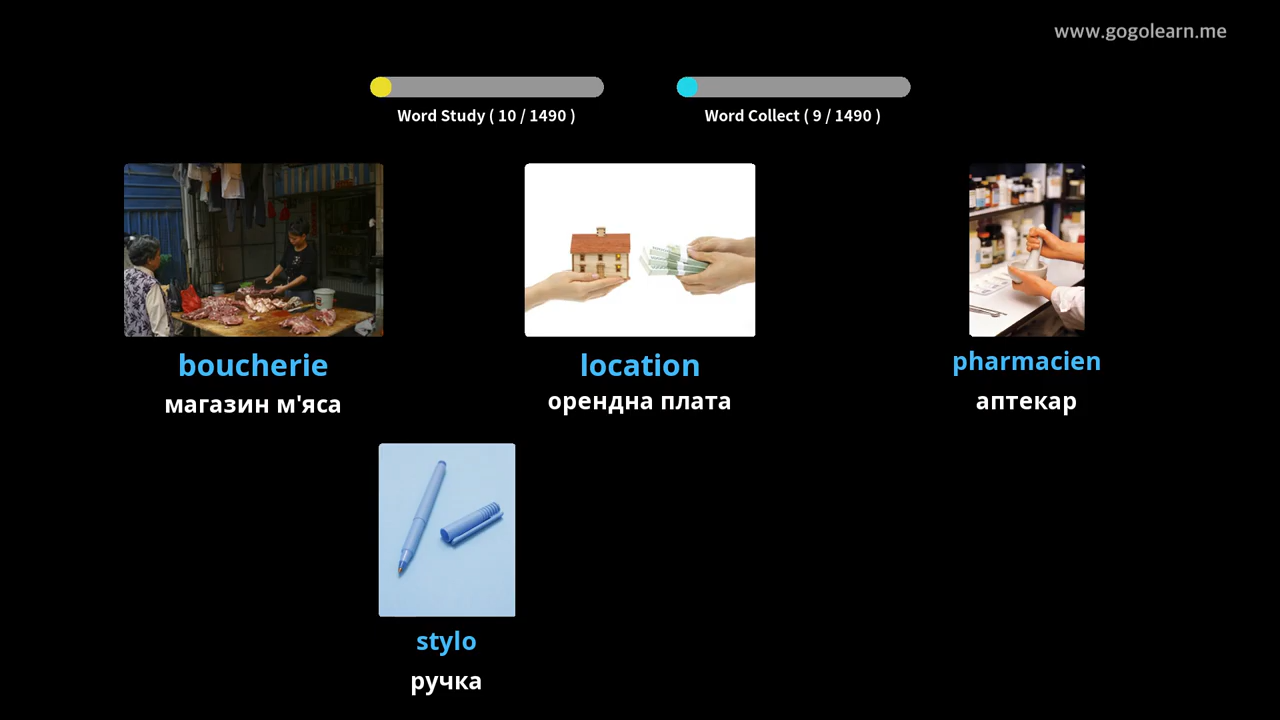 www.gogolearn.me
Word Study ( 10 / 1490 )
Word Collect ( 9 / 1490 )
boucherie
магазин м'яса
location
орендна плата
pharmacien
аптекар
stylo
ручка